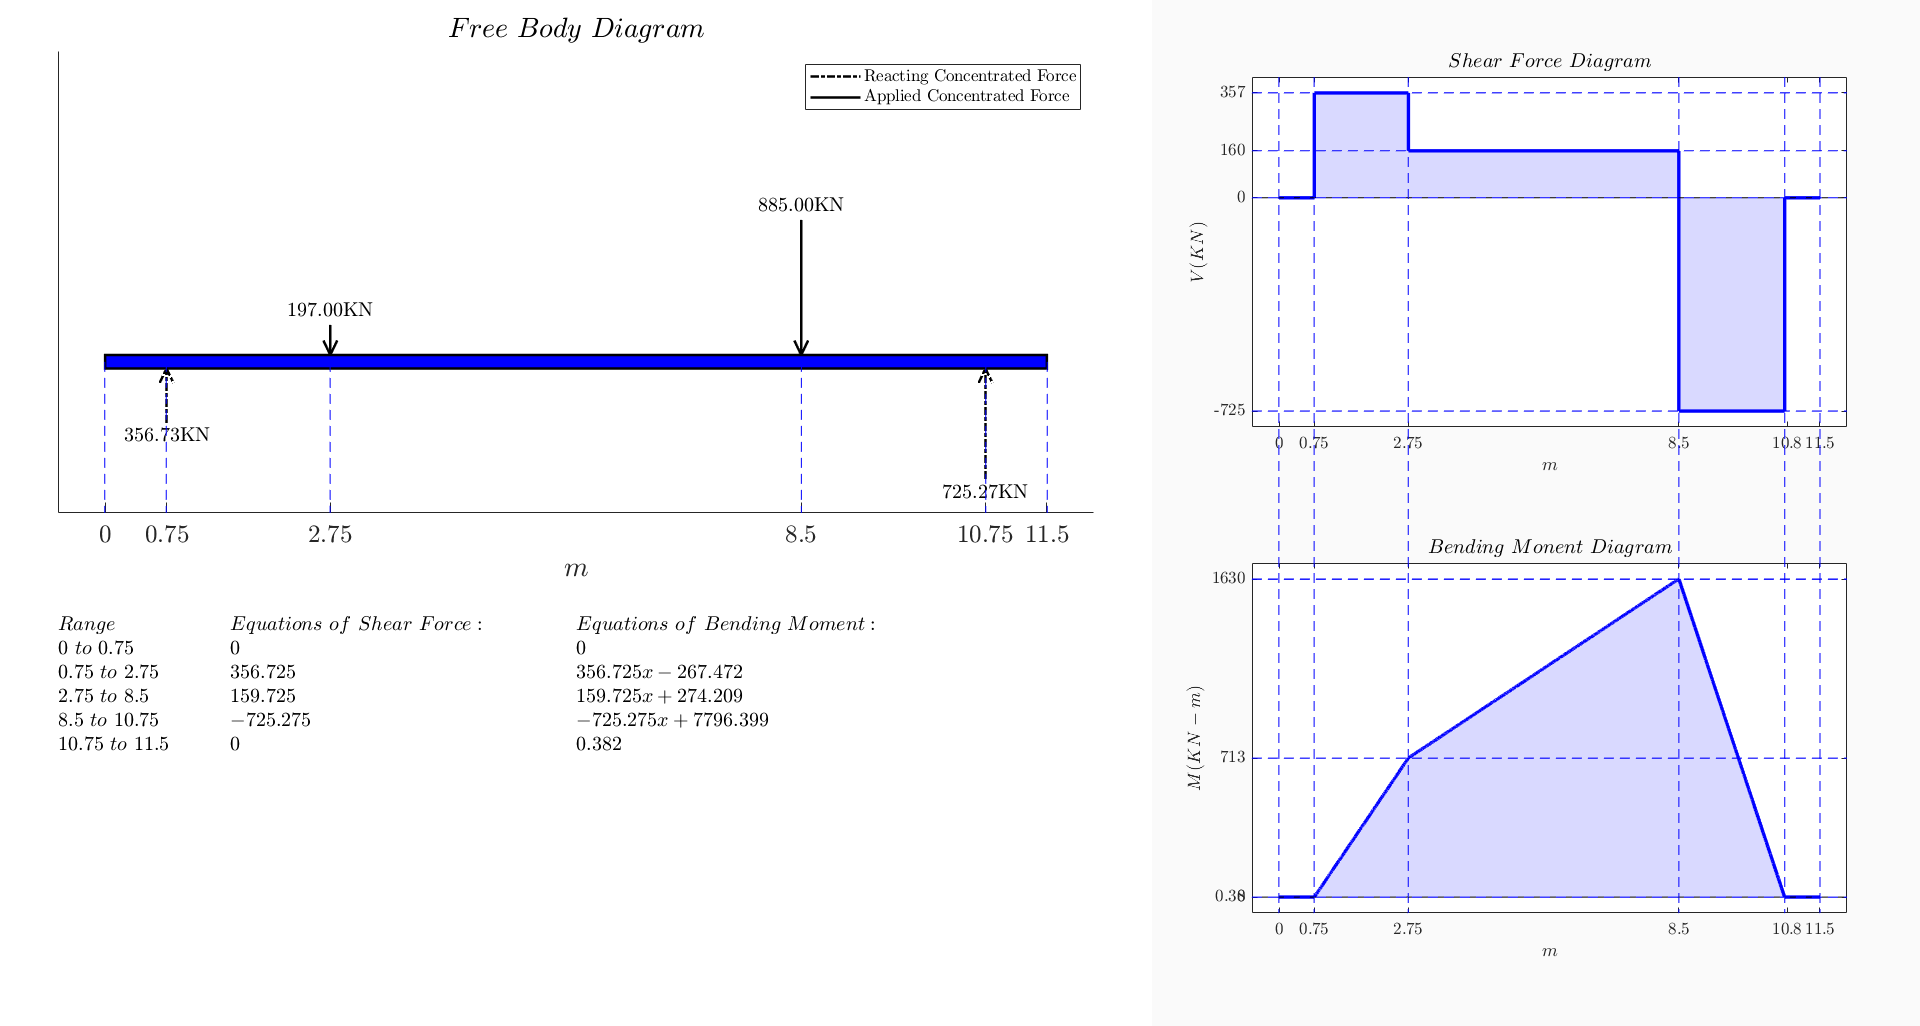 Free Body Diagram
Reacting Concentrated Force
Applied Concentrated Force
885.00KN
197.00KN
356.73KN
725.27KN
0 0.75 2.75 8.5 10.75 11.5
m
Range Equations of Shear Force : Equations of Bending Moment :
0 to 0.75 0 0
0.75 to 2.75 356.725 356.725x − 267.472
2.75 to 8.5 159.725 159.725x + 274.209
8.5 to 10.75 −725.275 −725.275x + 7796.399
10.75 to 11.5 0 0.382
Shear Force Diagram
357
160
0
-725
V(KN)
0 0.75 2.75 8.5 10.8 11.5
m
Bending Monent Diagram
1630
713
0.38
M(KN − m)
0 0.75 2.75 8.5 10.8 11.5
m